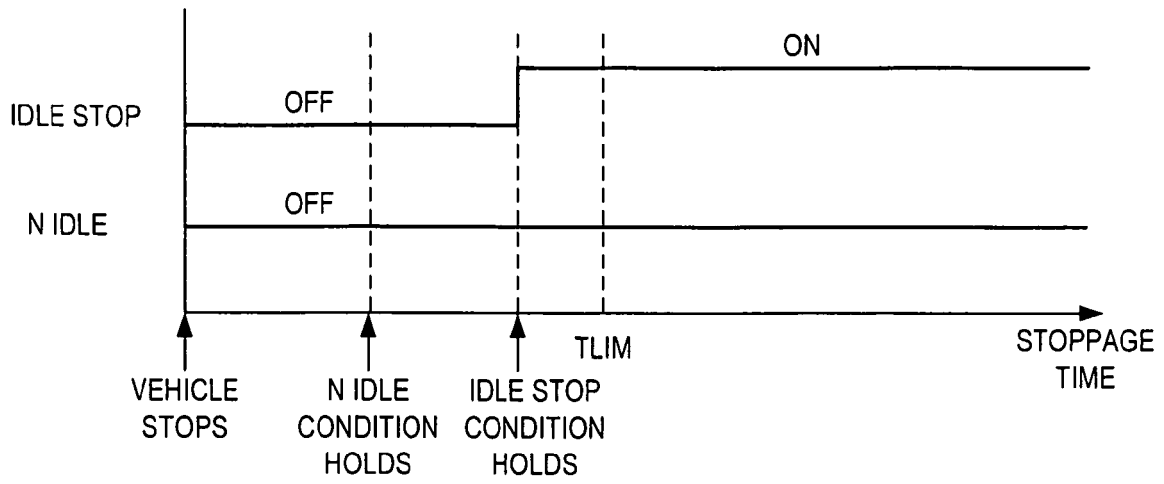 ON
OFF
IDLE STOP
OFF
N IDLE
TLIM
STOPPAGE
TIME
VEHICLE
STOPS
N IDLE
CONDITION
HOLDS
IDLE STOP
CONDITION
HOLDS